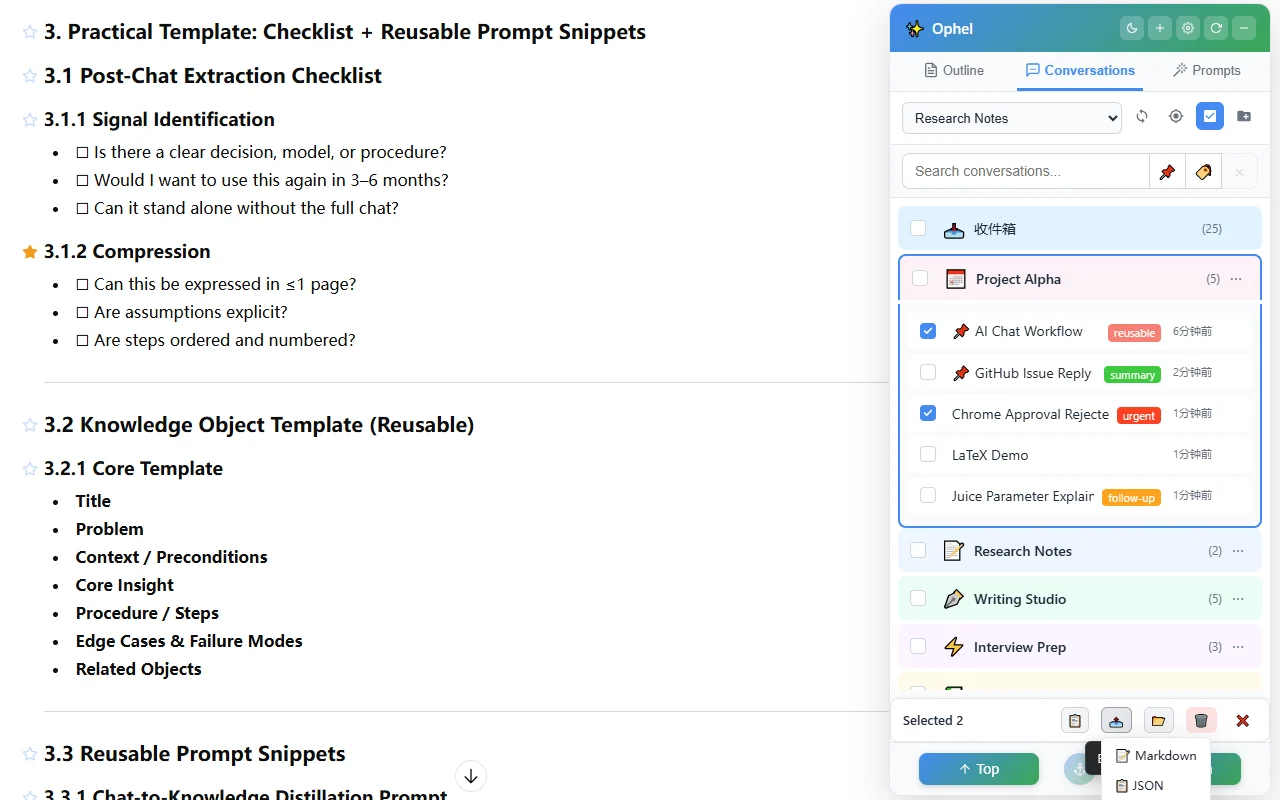 3. Practical Template: Checklist + Reusable Prompt Snippets
3.1 Post-Chat Extraction Checklist
3.1.1 Signal Identification
• ☐ Is there a clear decision, model, or procedure?
• ☐ Would I want to use this again in 3–6 months?
• ☐ Can it stand alone without the full chat?
3.1.2 Compression
• ☐ Can this be expressed in ≤1 page?
• ☐ Are assumptions explicit?
• ☐ Are steps ordered and numbered?
3.2 Knowledge Object Template (Reusable)
3.2.1 Core Template
• Title
• Problem
• Context / Preconditions
• Core Insight
• Procedure / Steps
• Edge Cases & Failure Modes
• Related Objects
3.3 Reusable Prompt Snippets
3.3.1 Chat-to-Knowledge Distillation Prompt
Ophel
Outline Conversations Prompts
Research Notes
Search conversations...
收件箱 (25)
Project Alpha (5)
AI Chat Workflow reusable 6分钟前
GitHub Issue Reply summary 2分钟前
Chrome Approval Rejecte urgent 1分钟前
LaTeX Demo 1分钟前
Juice Parameter Explair follow-up 1分钟前
Research Notes (2)
Writing Studio (5)
Interview Prep (3)
Selected 2
Markdown
↑ Top
JSON